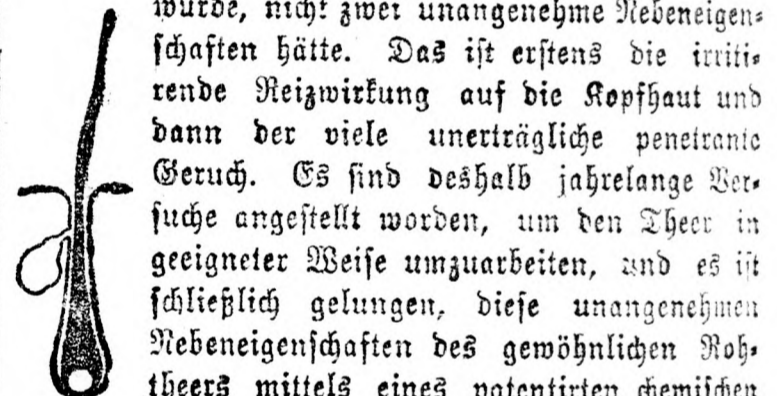 wurde, nicht zwei unangenehme Nebeneigen-
schaften hätte. Das ist erstens die irriti-
rende Reizwirkung auf die Kopfhaut und
dann der viele unerträgliche penetrante
Geruch. Es sind deshalb jahrelange Ver-
suche angestellt worden, um den Theer in
geeigneter Weise umzuarbeiten, und es ist
schließlich gelungen, diese unangenehmen
Nebeneigenschaften des gewöhnlichen Roh-
theers mittels eines patentirten chemischen